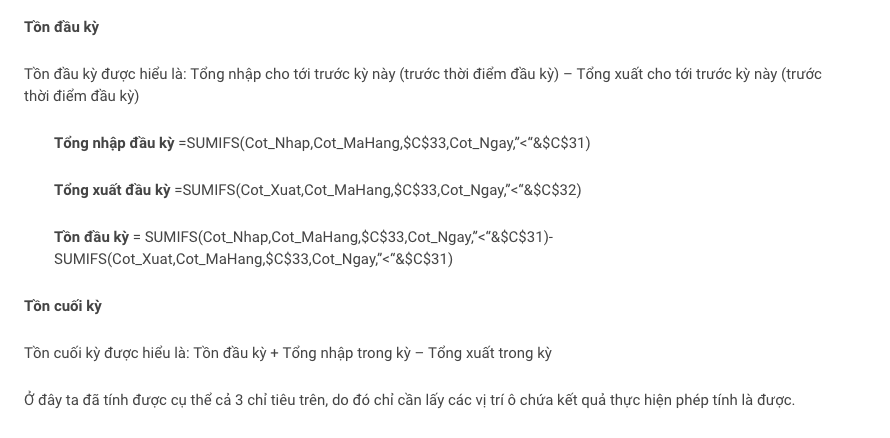 Tồn đầu kỳ
Tồn đầu kỳ được hiểu là: Tổng nhập cho tới trước kỳ này (trước thời điểm đầu kỳ) – Tổng xuất cho tới trước kỳ này (trước
thời điểm đầu kỳ)
Tổng nhập đầu kỳ =SUMIFS(Cot_Nhap,Cot_MaHang,$C$33,Cot_Ngay,”<“&$C$31)
Tổng xuất đầu kỳ =SUMIFS(Cot_Xuat,Cot_MaHang,$C$33,Cot_Ngay,”<“&$C$32)
Tồn đầu kỳ = SUMIFS(Cot_Nhap,Cot_MaHang,$C$33,Cot_Ngay,”<“&$C$31)-
SUMIFS(Cot_Xuat,Cot_MaHang,$C$33,Cot_Ngay,”<“&$C$31)
Tồn cuối kỳ
Tồn cuối kỳ được hiểu là: Tồn đầu kỳ + Tổng nhập trong kỳ – Tổng xuất trong kỳ
Ở đây ta đã tính được cụ thể cả 3 chỉ tiêu trên, do đó chỉ cần lấy các vị trí ô chứa kết quả thực hiện phép tính là được.